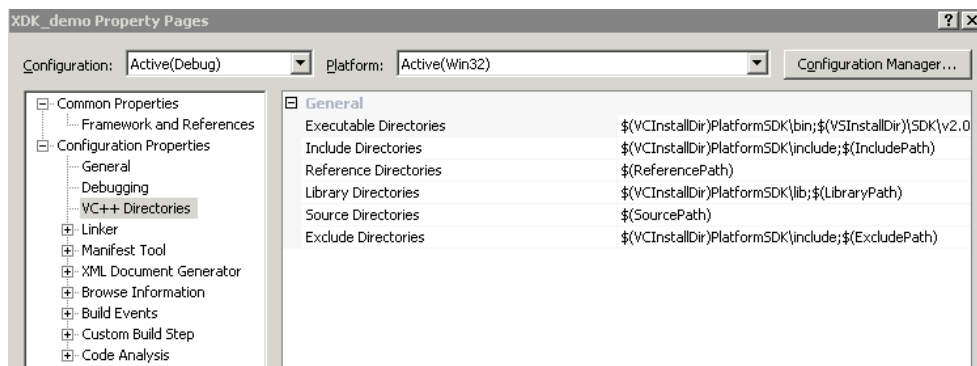 XDK_demo Property Pages
Configuration: Active(Debug) Platform: Active(Win32) Configuration Manager...
Common Properties
Framework and References
Configuration Properties
General
Debugging
VC++ Directories
Linker
Manifest Tool
XML Document Generator
Browse Information
Build Events
Custom Build Step
Code Analysis
General
Executable Directories $(VCInstallDir)PlatformSDK\bin;$(VSInstallDir)\SDK\v2.0
Include Directories $(VCInstallDir)PlatformSDK\include;$(IncludePath)
Reference Directories $(ReferencePath)
Library Directories $(VCInstallDir)PlatformSDK\lib;$(LibraryPath)
Source Directories $(SourcePath)
Exclude Directories $(VCInstallDir)PlatformSDK\include;$(ExcludePath)